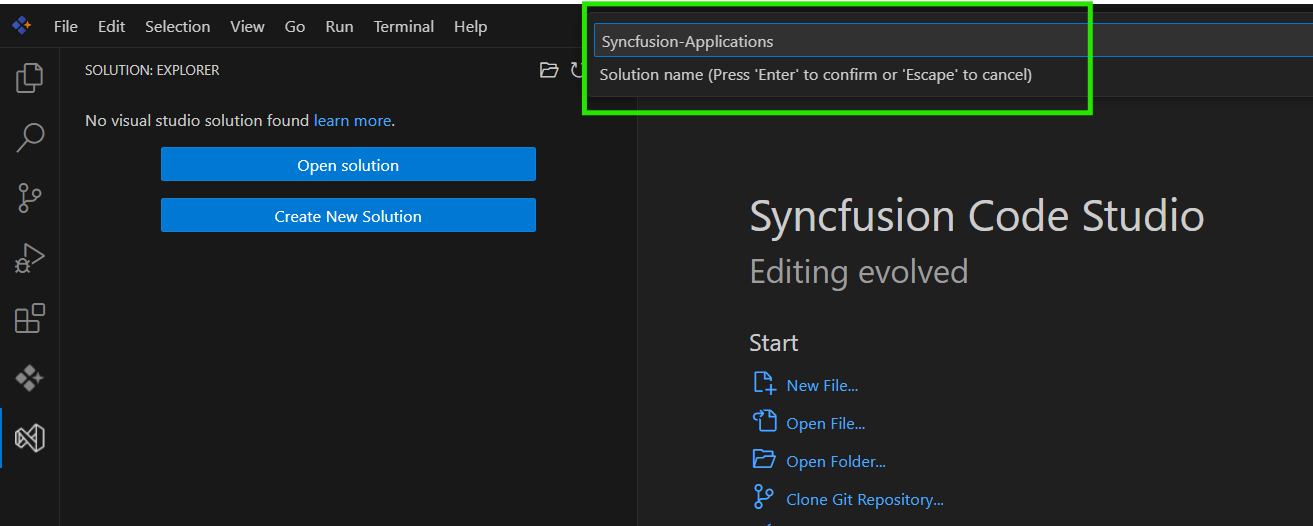 File Edit Selection View Go Run Terminal Help
Syncfusion-Applications
Solution name (Press 'Enter' to confirm or 'Escape' to cancel)
SOLUTION: EXPLORER
No visual studio solution found learn more.
Open solution
Create New Solution
Syncfusion Code Studio
Editing evolved
Start
New File...
Open File...
Open Folder...
Clone Git Repository...